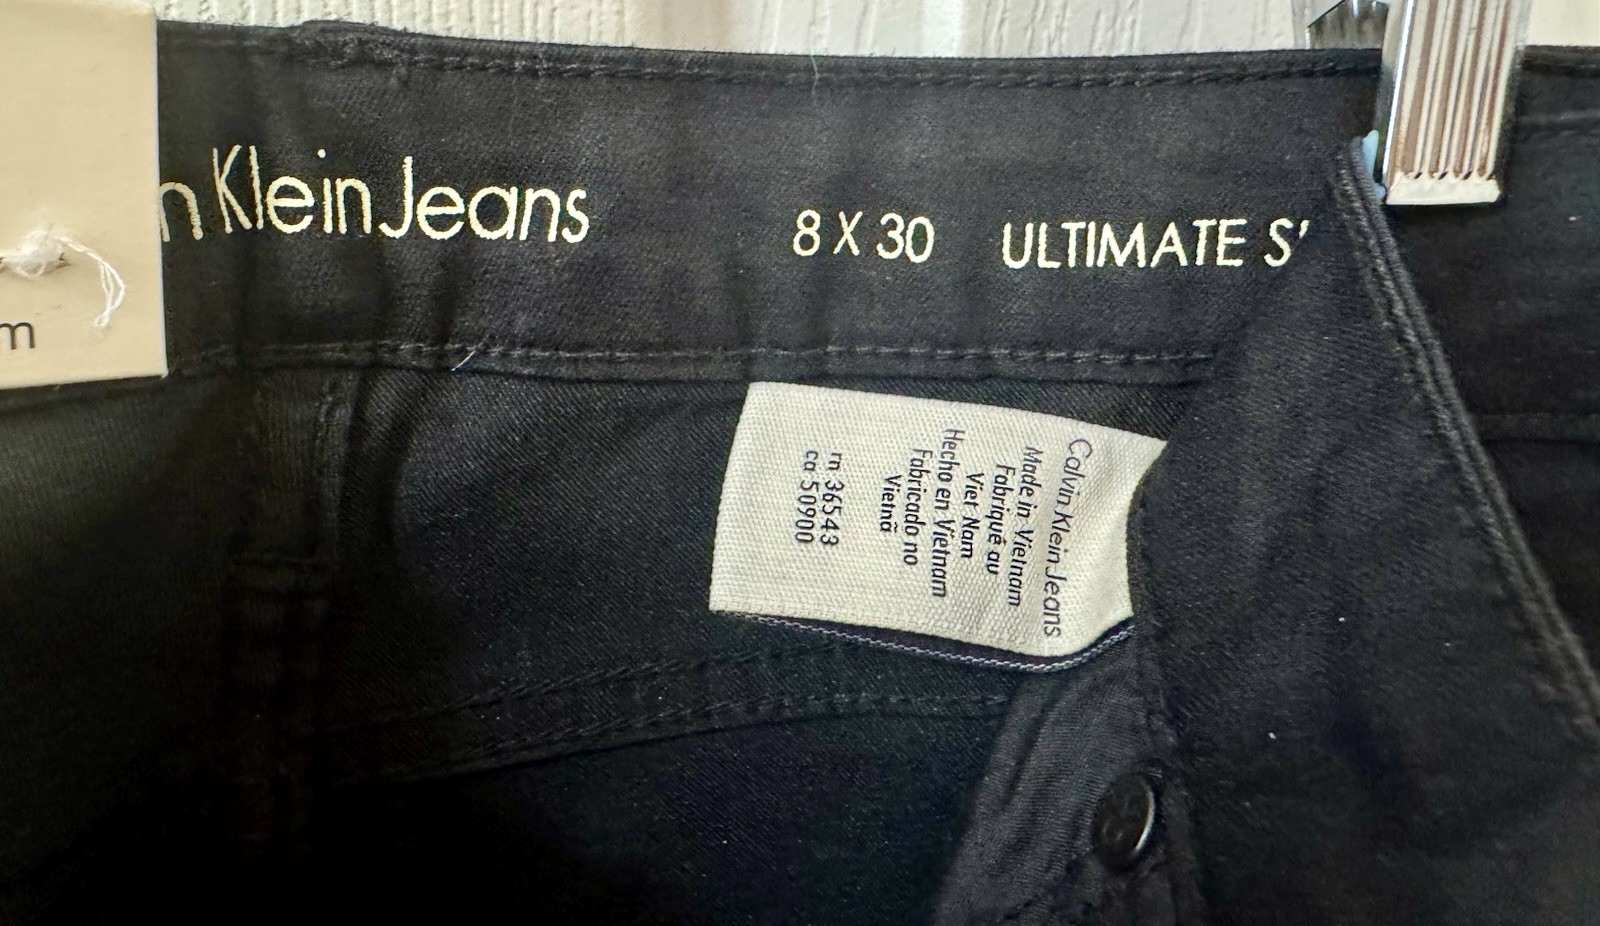 n Klein Jeans
8 X 30
ULTIMATE S'
m
Calvin Klein Jeans
Made in Vietnam
Fabriqué au
Viet Nam
Hecho en Vietnam
Fabricado no
Vietnã
rn 36543
ca 50900